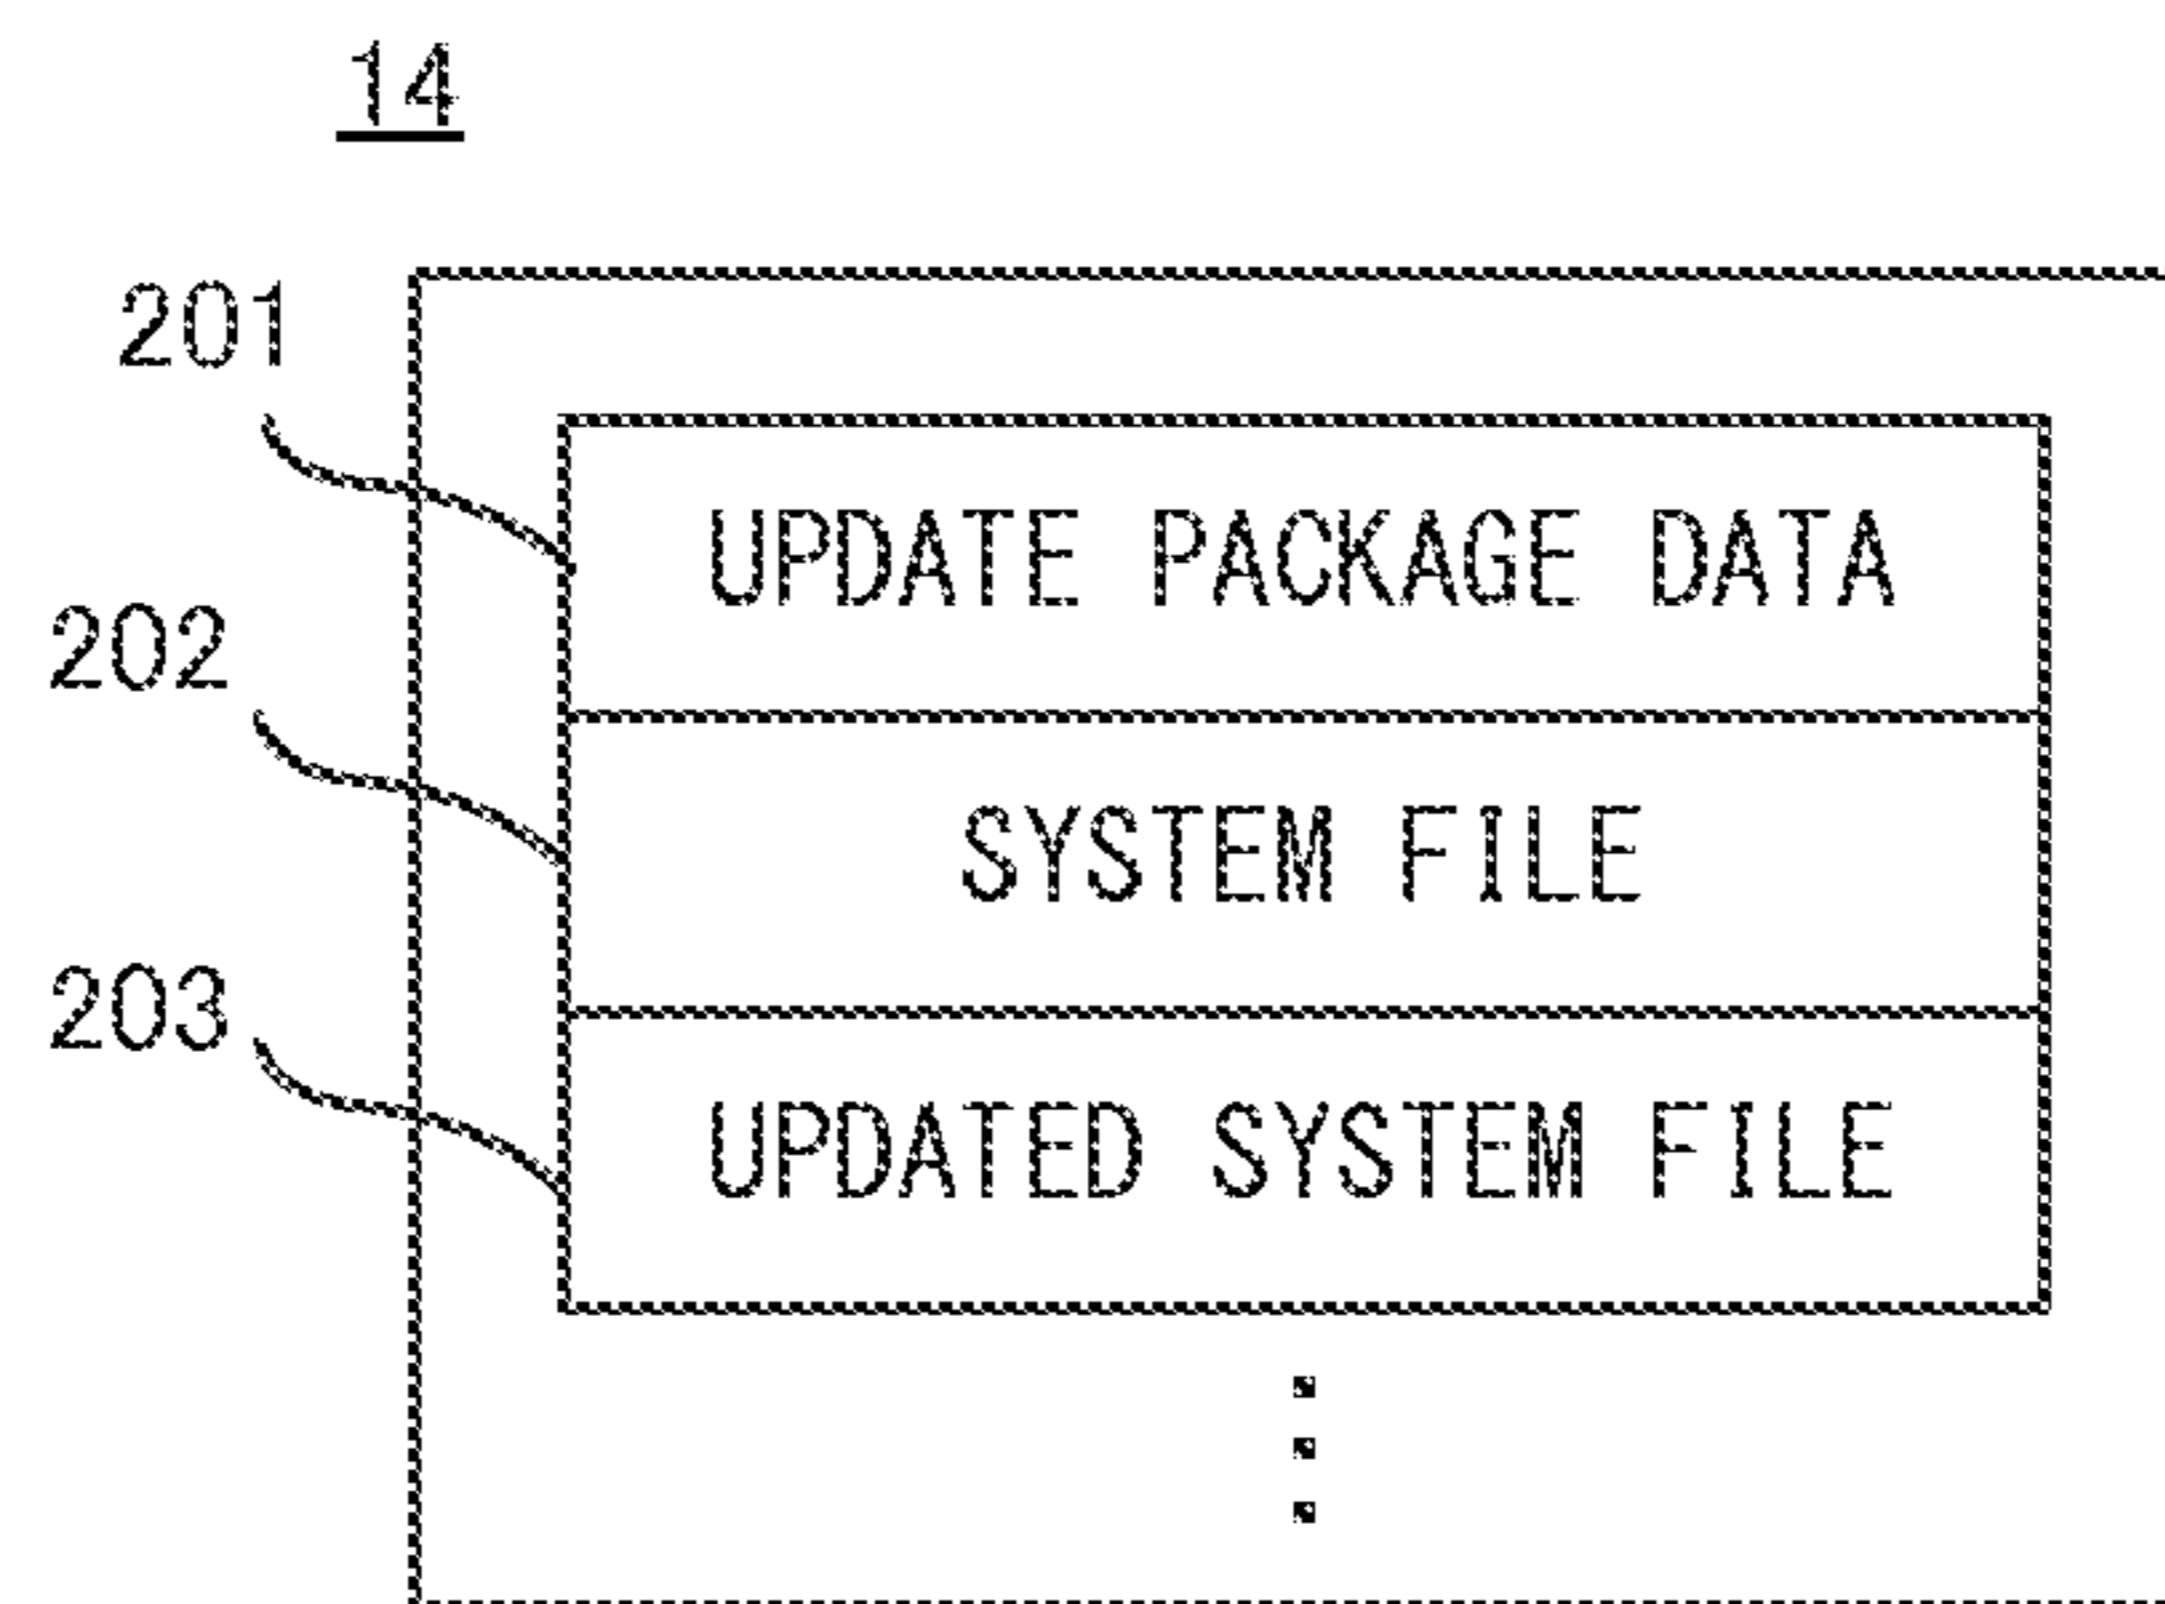 14
201
UPDATE PACKAGE DATA
202
SYSTEM FILE
203
UPDATED SYSTEM FILE